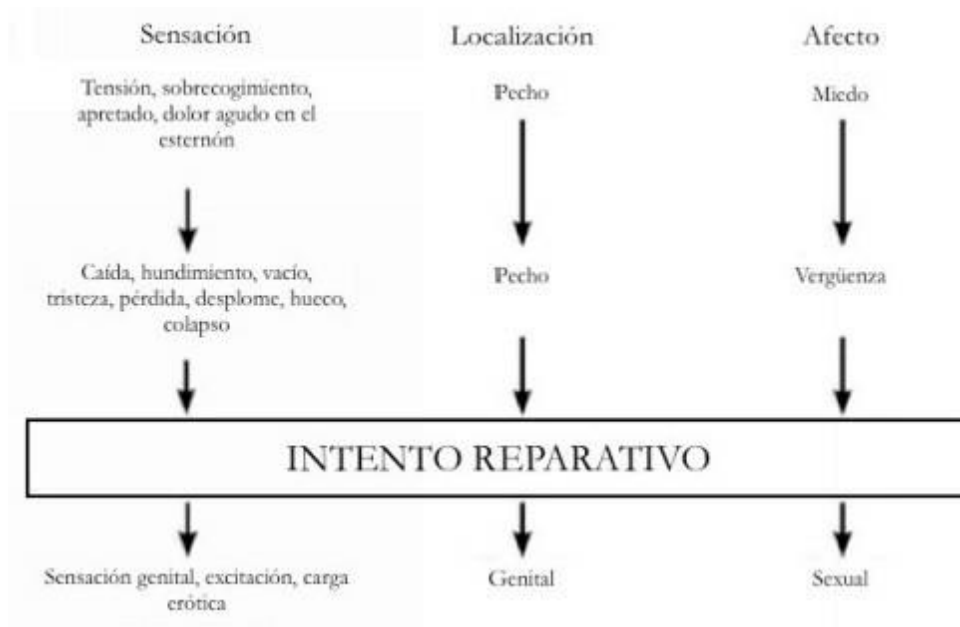 Sensación
Localización
Afecto
Tensión, sobrecogimiento,
apretado, dolor agudo en el
esternón
Pecho
Miedo
Caída, hundimiento, vacío,
tristeza, pérdida, desplome, hueco,
colapso
Pecho
Vergüenza
INTENTO REPARATIVO
Sensación genital, excitación, carga
erótica
Genital
Sexual